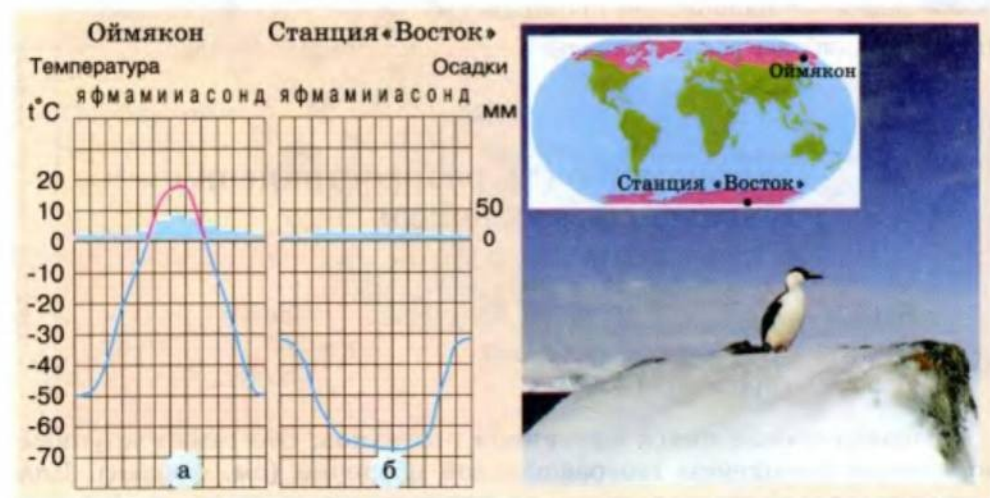 Оймякон
Станция «Восток»
Температура
Осадки
t°C
я ф м а м и и а с о н д
я ф м а м и и а с о н д
мм
20
10
0
-10
-20
-30
-40
-50
-60
-70
50
0
а
б
Оймякон
Станция «Восток»